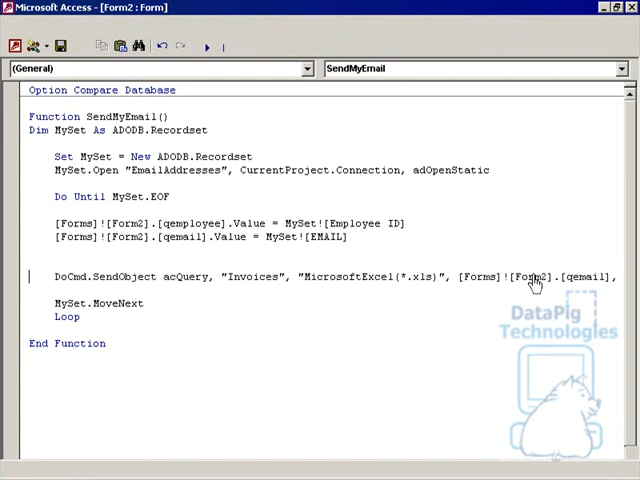 Microsoft Access - [Form2 : Form]
(General)
SendMyEmail
Option Compare Database
Function SendMyEmail()
Dim MySet As ADODB.Recordset
Set MySet = New ADODB.Recordset
MySet.Open "EmailAddresses", CurrentProject.Connection, adOpenStatic
Do Until MySet.EOF
[Forms]![Form2].[qemployee].Value = MySet![Employee ID]
[Forms]![Form2].[qemail].Value = MySet![EMAIL]
DoCmd.SendObject acQuery, "Invoices", "MicrosoftExcel(*.xls)", [Forms]![Form2].[qemail],
MySet.MoveNext
Loop
End Function
DataPig
Technologies